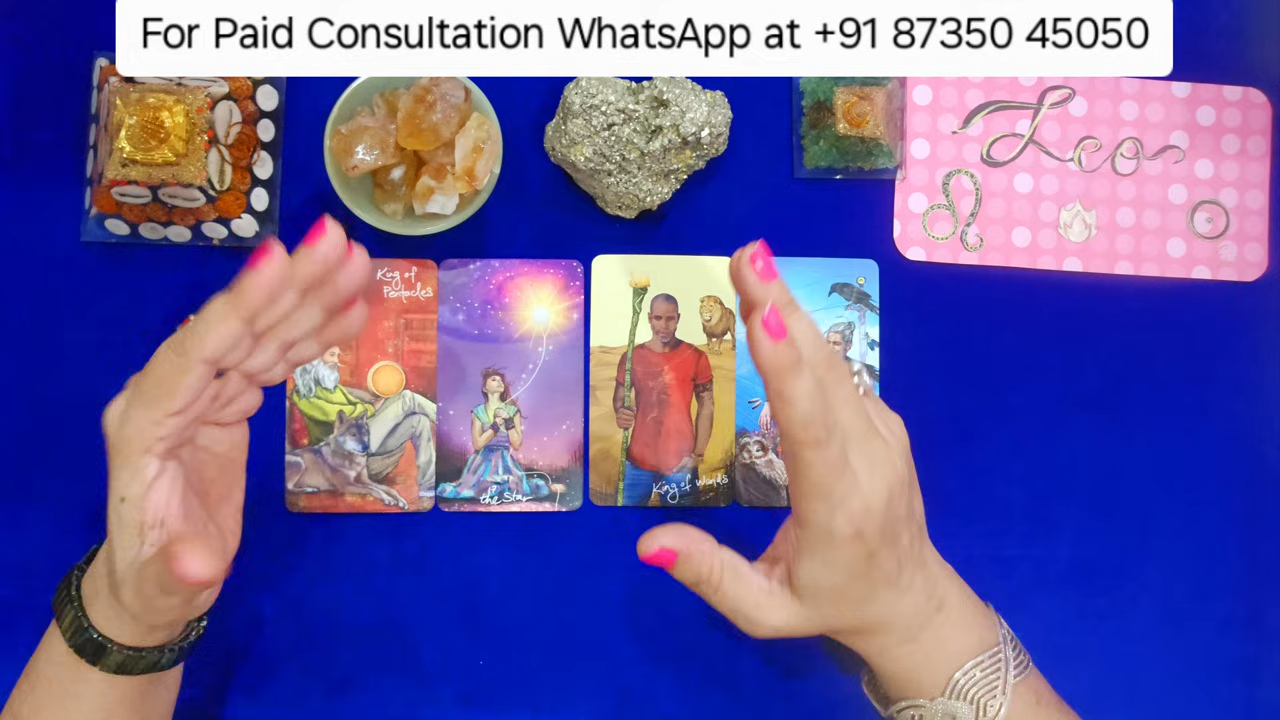 For Paid Consultation WhatsApp at +91 87350 45050
Leo
King of
Pentacles
the Star
King of Wands